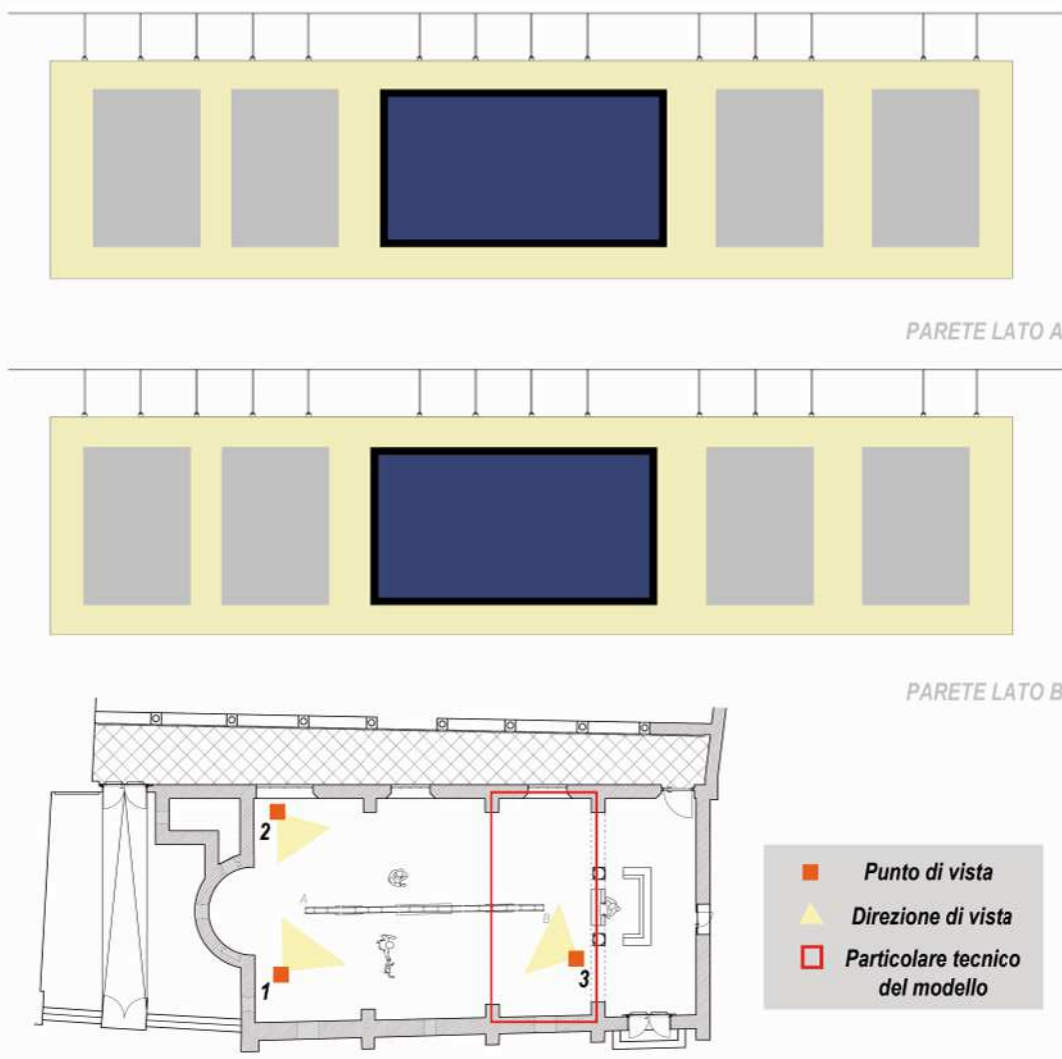 PARETE LATO A
PARETE LATO B
2
A
B
1
3
Punto di vista
Direzione di vista
Particolare tecnico
del modello